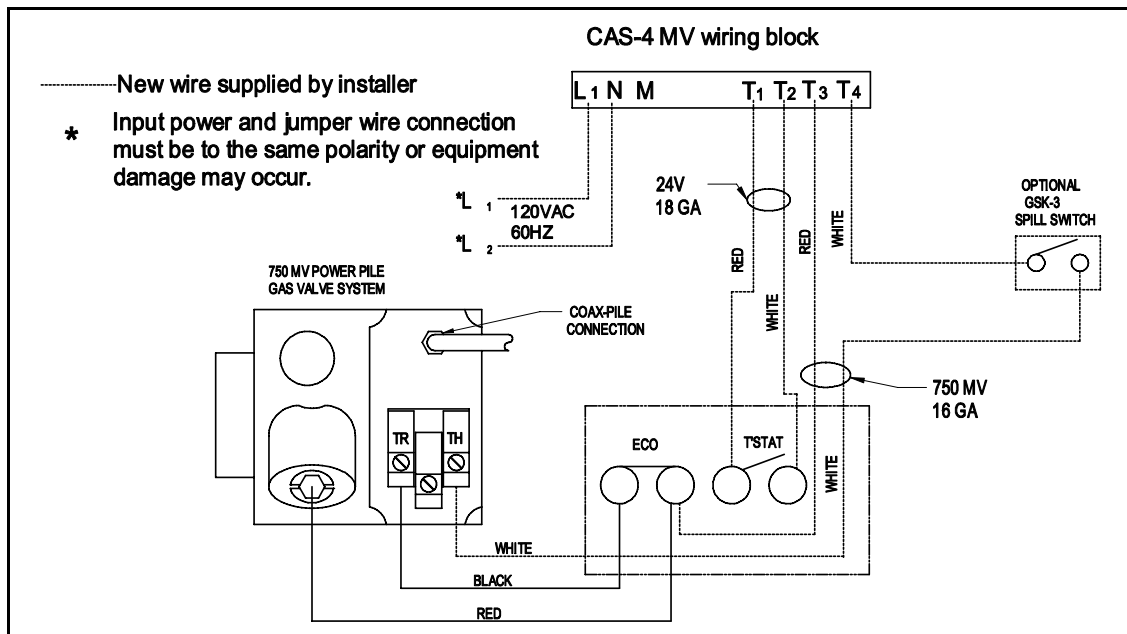 CAS-4 MV wiring block
New wire supplied by installer
* Input power and jumper wire connection
must be to the same polarity or equipment
damage may occur.
L1 N M T1 T2 T3 T4
*L 1
120VAC
60HZ
*L 2
24V
18 GA
RED
WHITE
RED
WHITE
OPTIONAL
GSK-3
SPILL SWITCH
750 MV POWER PILE
GAS VALVE SYSTEM
COAX-PILE
CONNECTION
750 MV
16 GA
TR
TH
ECO
T'STAT
WHITE
WHITE
BLACK
RED